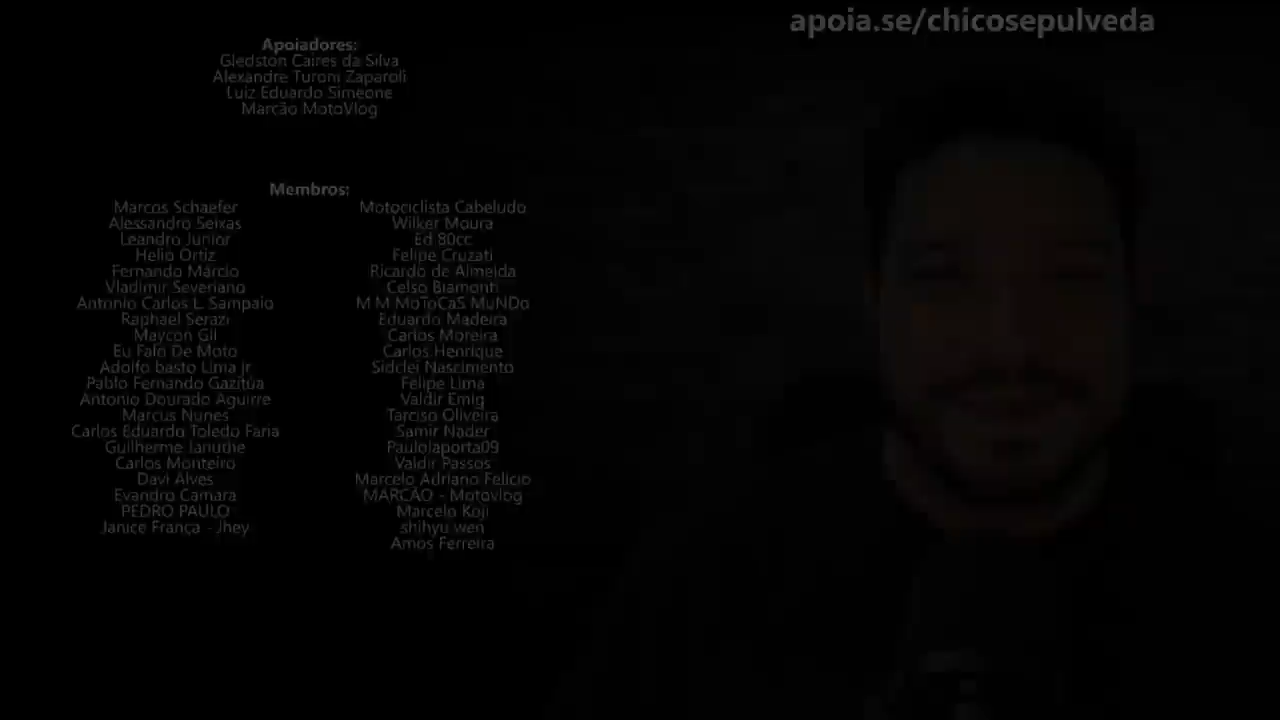 apoia.se/chicosepulveda
Apoiadores:
Gledston Caires da Silva
Alexandre Turoni Zaparoli
Luiz Eduardo Simeone
Marcão MotoVlog
Membros:
Marcos Schaefer
Alessandro Seixas
Leandro Junior
Helio Ortiz
Fernando Márcio
Vladimir Severiano
Antonio Carlos L. Sampaio
Raphael Serazi
Maycon Gil
Eu Falo De Moto
Adolfo basto Lima jr
Pablo Fernando Gazitúa
Antonio Dourado Aguirre
Marcus Nunes
Carlos Eduardo Toledo Faria
Guilherme Ianuthe
Carlos Monteiro
Davi Alves
Evandro Camara
PEDRO PAULO
Janice França - Jhey
Motociclista Cabeludo
Wilker Moura
Ed 80cc
Felipe Cruzati
Ricardo de Almeida
Celso Biamonti
M M MoToCaS MuNDo
Eduardo Madeira
Carlos Moreira
Carlos Henrique
Sidclei Nascimento
Felipe Lima
Valdir Emig
Tarciso Oliveira
Samir Nader
Paulolaporta09
Valdir Passos
Marcelo Adriano Felicio
MARCÃO - Motovlog
Marcelo Koji
shihyu wen
Amos Ferreira